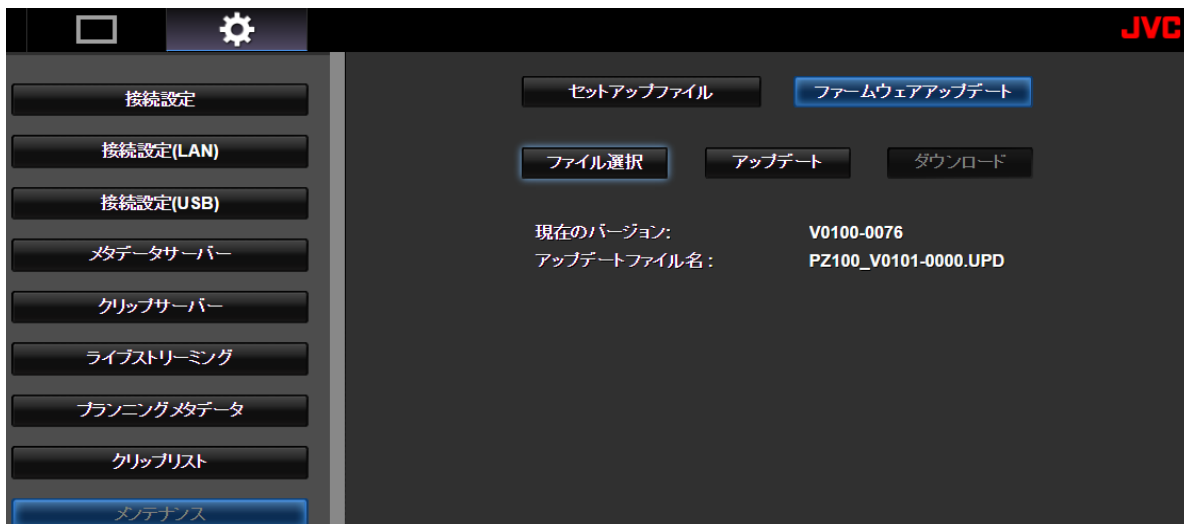 JVC
接続設定
接続設定(LAN)
接続設定(USB)
メタデータサーバー
クリップサーバー
ライブストリーミング
プランニングメタデータ
クリップリスト
メンテナンス
セットアップファイル ファームウェアアップデート
ファイル選択 アップデート ダウンロード
現在のバージョン: V0100-0076
アップデートファイル名 : PZ100_V0101-0000.UPD